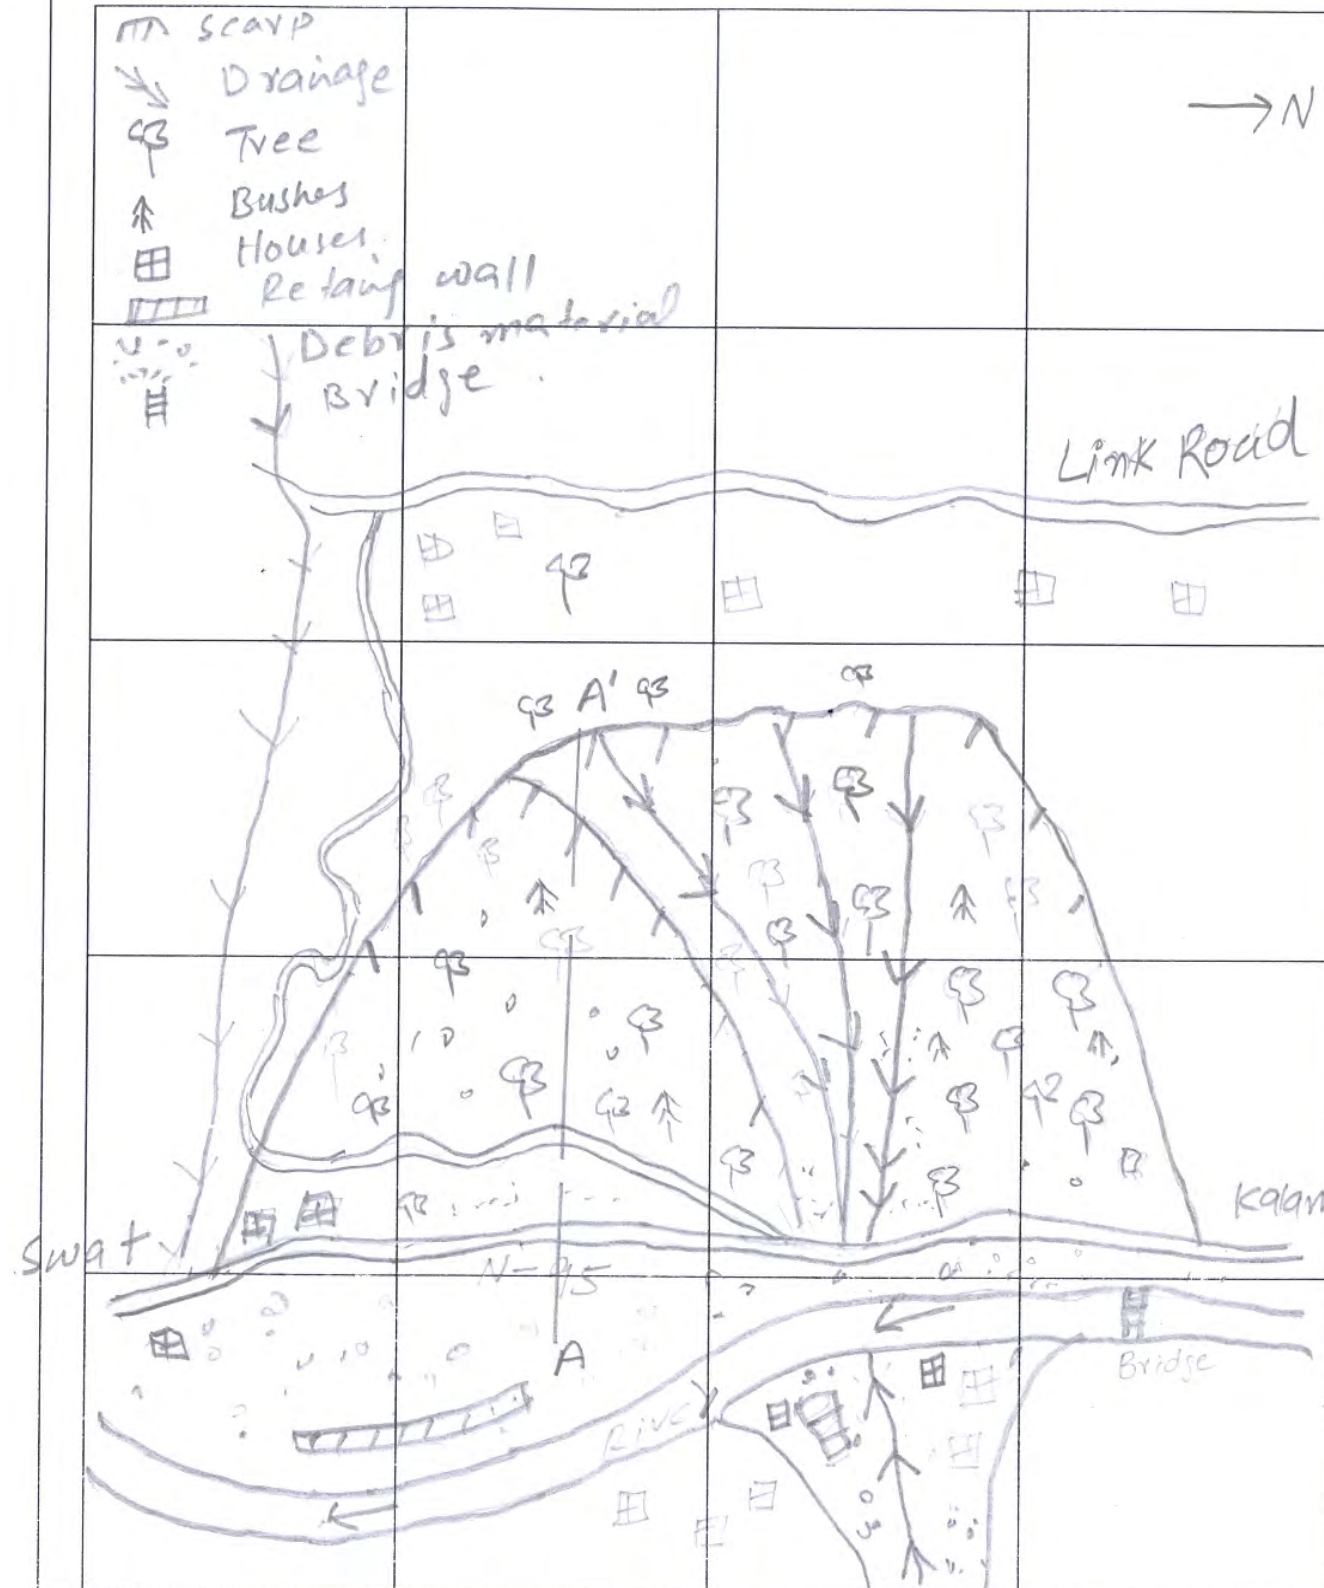 scarp
Drainage
N
Tree
Bushes
Houses
Retaing wall
Debris material
Bridge
Link Road
A'
Kalam
Swat
N-95
A
Bridge
River